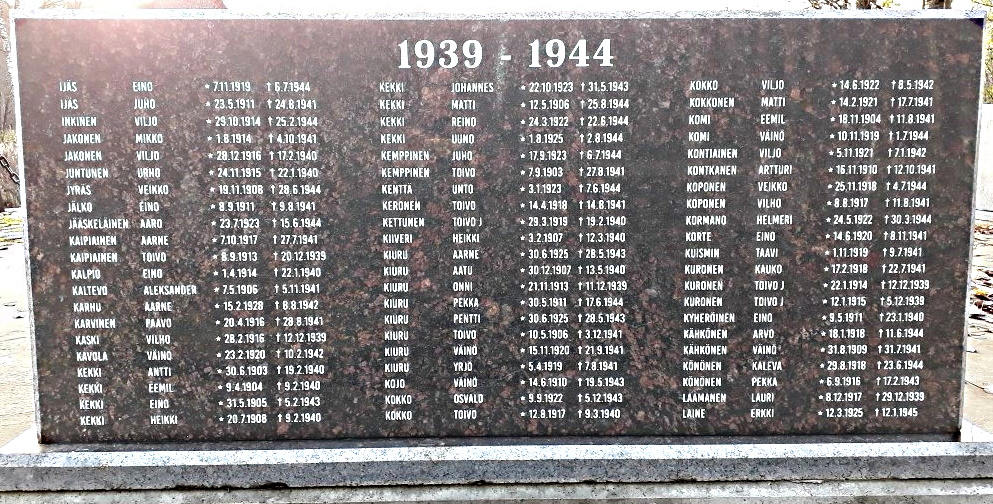 1939 - 1944
IJÄS EINO * 7.11.1919 † 6.7.1944
IJÄS JUHO * 23.5.1911 † 24.8.1941
INKINEN VILJO * 29.10.1914 † 25.2.1944
JAKONEN MIKKO * 1.8.1914 † 4.10.1941
JAKONEN VILJO * 28.12.1916 † 17.2.1940
JUNTUNEN URHO * 24.11.1915 † 22.1.1940
JYRÄS VEIKKO * 19.11.1908 † 28.6.1944
JÄLKÖ EINO * 8.9.1911 † 9.8.1941
JÄÄSKELÄINEN AARO * 23.7.1923 † 15.6.1944
KAIPIAINEN AARNE * 7.10.1917 † 27.7.1941
KAIPIAINEN TOIVO * 8.9.1913 † 20.12.1939
KALPIO EINO * 1.4.1914 † 22.1.1940
KALTEVO ALEKSANDER * 7.5.1906 † 5.11.1941
KARHU AARNE * 15.2.1928 † 8.8.1942
KARVINEN PAAVO * 20.4.1916 † 28.8.1941
KASKI VILHO * 28.2.1916 † 12.12.1939
KAVOLA VÄINÖ * 23.2.1920 † 10.2.1942
KEKKI ANTTI * 30.6.1903 † 19.2.1940
KEKKI EEMIL * 9.4.1904 † 9.2.1940
KEKKI EINO * 31.5.1905 † 5.2.1943
KEKKI HEIKKI * 20.7.1908 † 9.2.1940
KEKKI JOHANNES * 22.10.1923 † 31.5.1943
KEKKI MATTI * 12.5.1906 † 25.8.1944
KEKKI REINO * 24.3.1922 † 22.6.1944
KEKKI UUNO * 1.8.1925 † 2.8.1944
KEMPPINEN JUHO * 17.9.1923 † 6.7.1944
KEMPPINEN TOIVO * 7.9.1903 † 27.8.1941
KENTTÄ UNTO * 3.1.1923 † 7.6.1944
KERONEN TOIVO * 14.4.1918 † 14.8.1941
KETTUNEN TOIVO J * 29.3.1919 † 19.2.1940
KIIVERI HEIKKI * 3.2.1907 † 12.3.1940
KIURU AARNE * 30.6.1925 † 28.5.1943
KIURU AATU * 30.12.1907 † 13.5.1940
KIURU ONNI * 21.11.1913 † 11.12.1939
KIURU PEKKA * 30.5.1911 † 17.6.1944
KIURU PENTTI * 30.6.1925 † 28.5.1943
KIURU TOIVO * 10.5.1906 † 3.12.1941
KIURU VÄINÖ * 15.11.1920 † 21.9.1941
KIURU YRJÖ * 5.4.1919 † 7.8.1941
KOJO VÄINÖ * 14.6.1910 † 19.5.1943
KOKKO OSVALD * 9.9.1922 † 5.12.1943
KOKKO TOIVO * 12.8.1917 † 9.3.1940
KOKKO VILJO * 14.6.1922 † 8.5.1942
KOKKONEN MATTI * 14.2.1921 † 17.7.1941
KOMI EEMIL * 18.11.1904 † 11.8.1941
KOMI VÄINÖ * 10.11.1919 † 1.7.1944
KONTIAINEN VILJO * 5.11.1921 † 7.1.1942
KONTKANEN ARTTURI * 16.11.1910 † 12.10.1941
KOPONEN VEIKKO * 25.11.1918 † 4.7.1944
KOPONEN VILHO * 8.8.1917 † 11.8.1941
KORMANO HELMERI * 24.5.1922 † 30.3.1944
KORTE EINO * 14.6.1920 † 8.11.1941
KUISMIN TAAVI * 1.11.1919 † 9.7.1941
KURONEN KAUKO * 17.2.1918 † 22.7.1941
KURONEN TOIVO J * 22.1.1914 † 12.12.1939
KURONEN TOIVO J * 12.1.1915 † 5.12.1939
KYHERÖINEN EINO * 9.5.1911 † 23.1.1940
KÄHKÖNEN ARVO * 18.1.1918 † 11.6.1944
KÄHKÖNEN VÄINÖ * 31.8.1909 † 31.7.1941
KÖNÖNEN KALEVA * 29.8.1918 † 23.6.1944
KÖNÖNEN PEKKA * 6.9.1916 † 17.2.1943
LAAMANEN LAURI * 8.12.1917 † 29.12.1939
LAINE ERKKI * 12.3.1925 † 12.1.1945